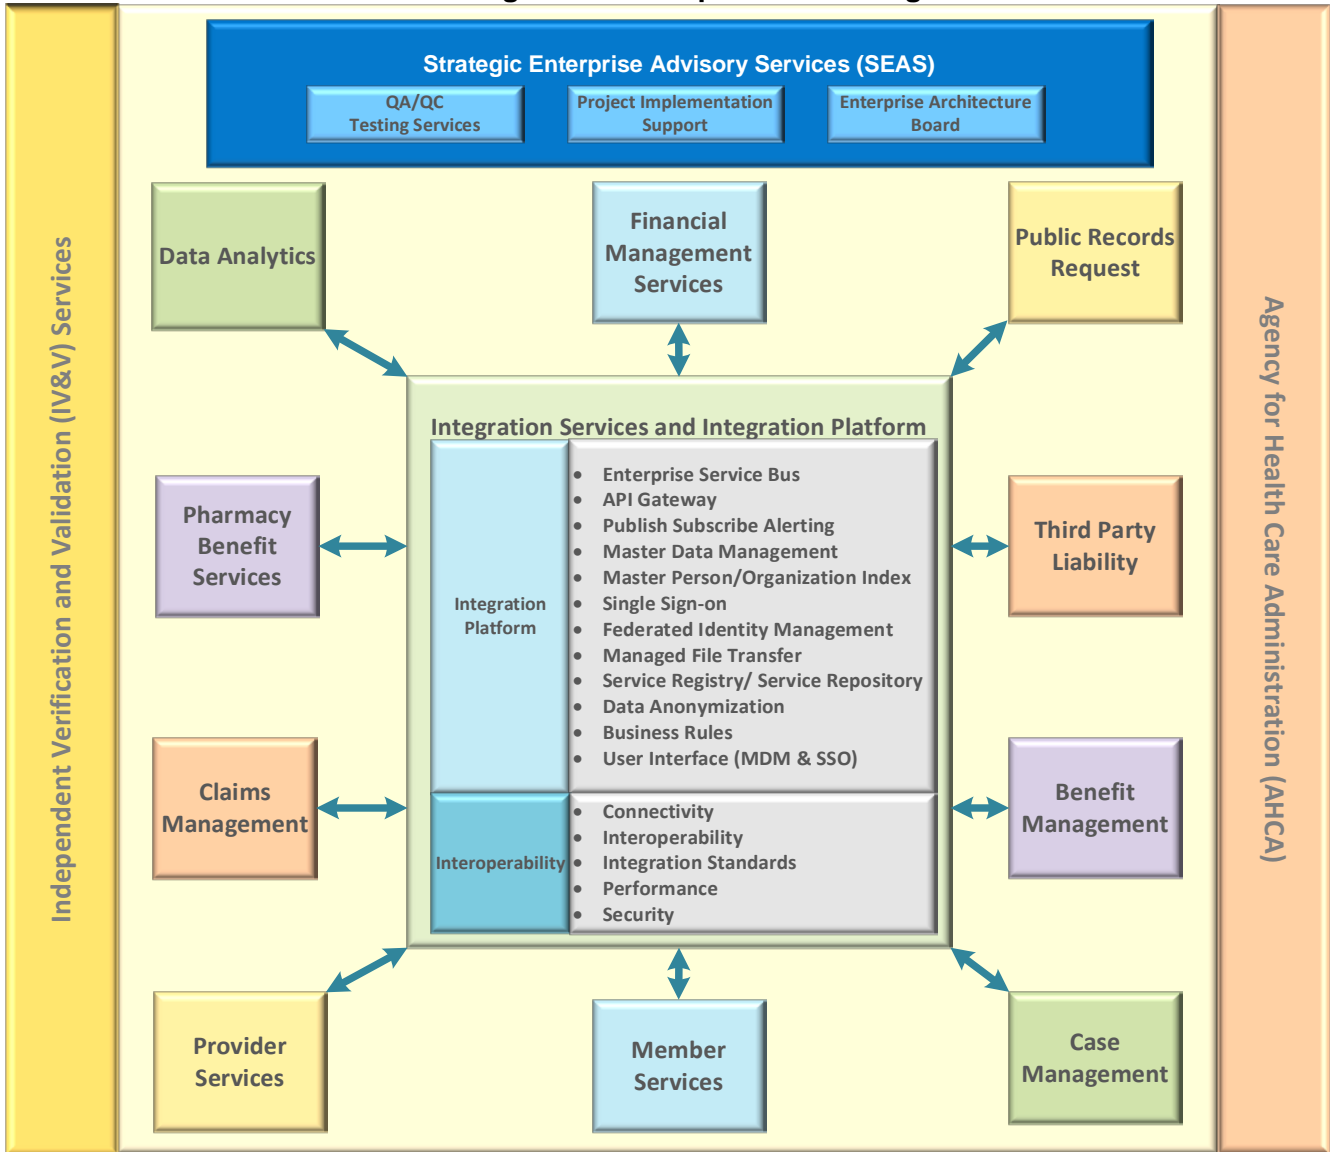 Strategic Enterprise Advisory Services (SEAS)
QA/QC
Testing Services
Project Implementation
Support
Enterprise Architecture
Board
Independent Verification and Validation (IV&V) Services
Agency for Health Care Administration (AHCA)
Data Analytics
Financial
Management
Services
Public Records
Request
Integration Services and Integration Platform
Integration
Platform
• Enterprise Service Bus
• API Gateway
• Publish Subscribe Alerting
• Master Data Management
• Master Person/Organization Index
• Single Sign-on
• Federated Identity Management
• Managed File Transfer
• Service Registry/ Service Repository
• Data Anonymization
• Business Rules
• User Interface (MDM & SSO)
Interoperability
• Connectivity
• Interoperability
• Integration Standards
• Performance
• Security
Pharmacy
Benefit
Services
Third Party
Liability
Claims
Management
Benefit
Management
Provider
Services
Member
Services
Case
Management